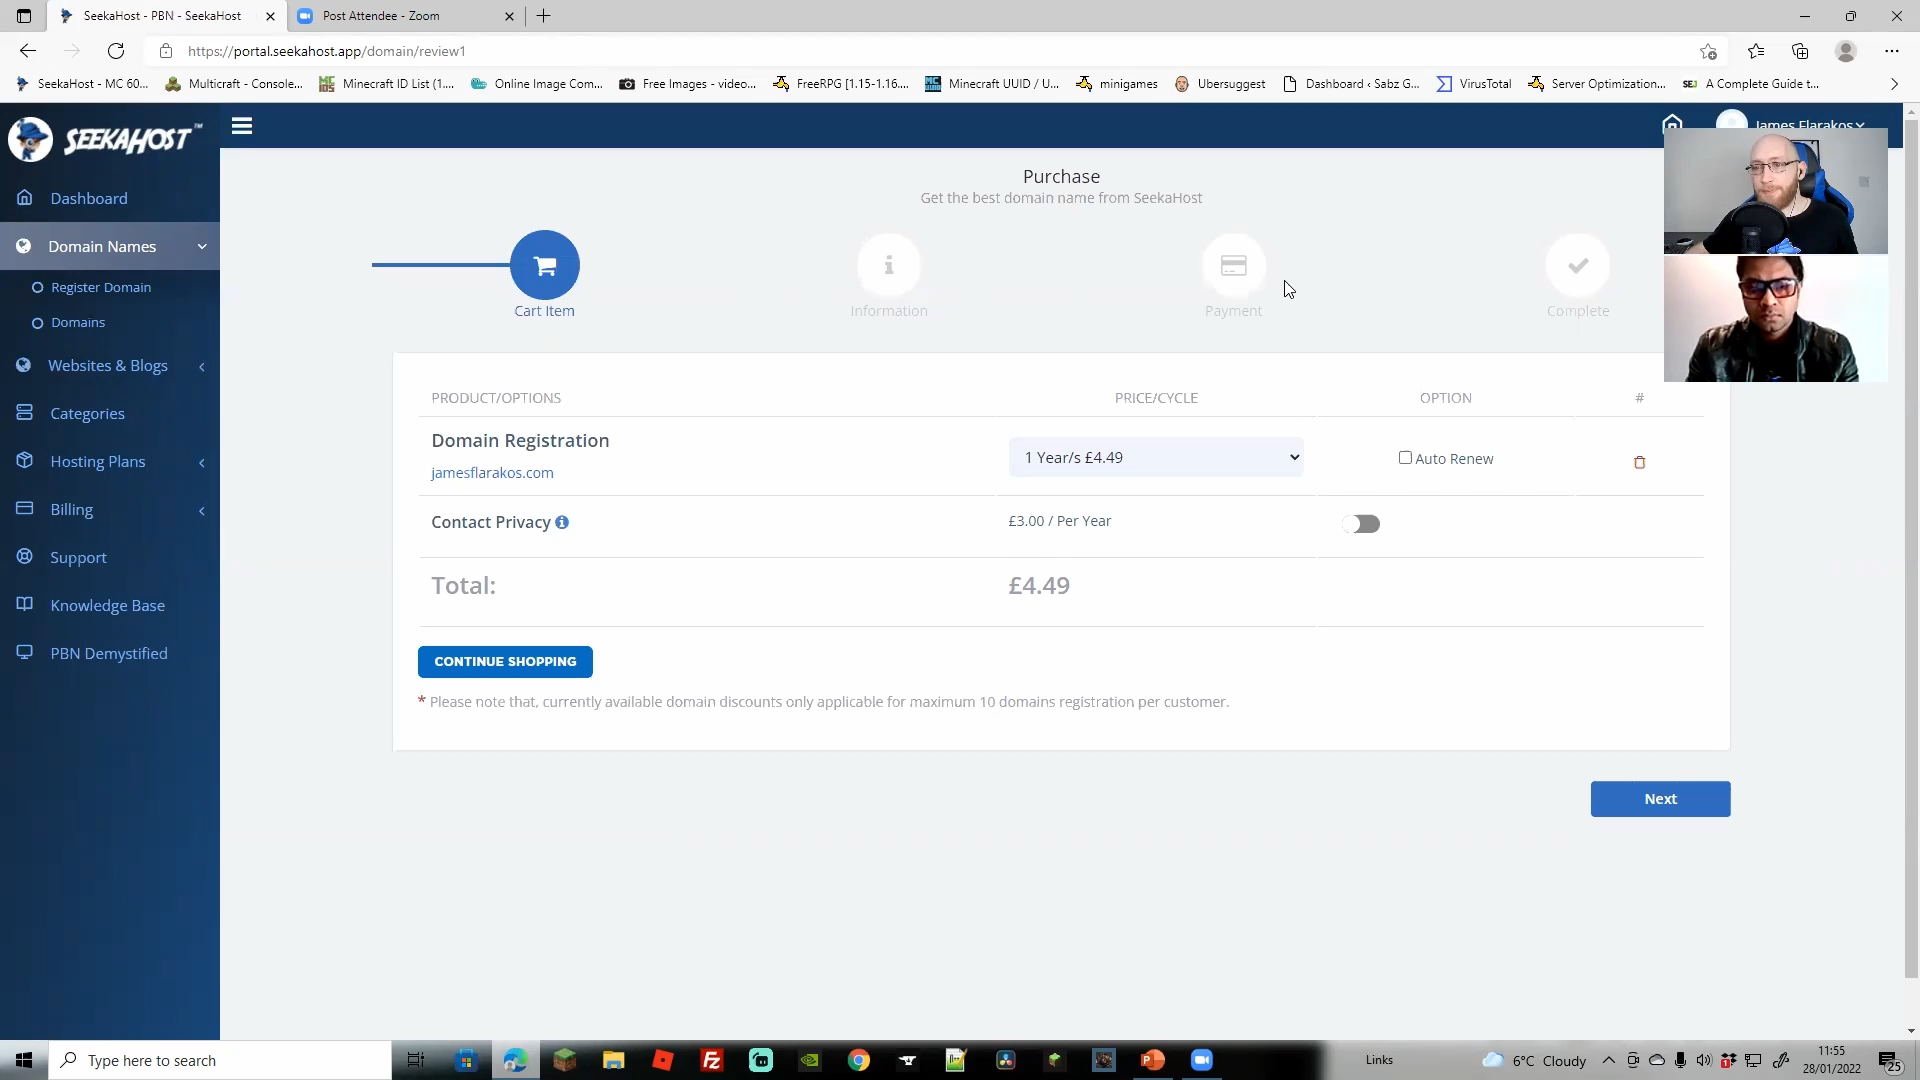 SeekaHost - PBN - SeekaHost
Post Attendee - Zoom
https://portal.seekahost.app/domain/review1
SeekaHost - MC 60...
Multicraft - Console...
Minecraft ID List (1....
Online Image Com...
Free Images - video...
FreeRPG [1.15-1.16....
Minecraft UUID / U...
minigames
Ubersuggest
Dashboard ‹ Sabz G...
VirusTotal
Server Optimization...
SEJ
A Complete Guide t...
SEEKAHOST™
James Flarakos
Dashboard
Domain Names
Register Domain
Domains
Websites & Blogs
Categories
Hosting Plans
Billing
Support
Knowledge Base
PBN Demystified
Purchase
Get the best domain name from SeekaHost
Cart Item
Information
Payment
Complete
PRODUCT/OPTIONS
PRICE/CYCLE
OPTION
#
Domain Registration
jamesflarakos.com
1 Year/s £4.49
Auto Renew
Contact Privacy
£3.00 / Per Year
Total:
£4.49
CONTINUE SHOPPING
* Please note that, currently available domain discounts only applicable for maximum 10 domains registration per customer.
Next
Type here to search
Links
6°C Cloudy
11:55
28/01/2022
25